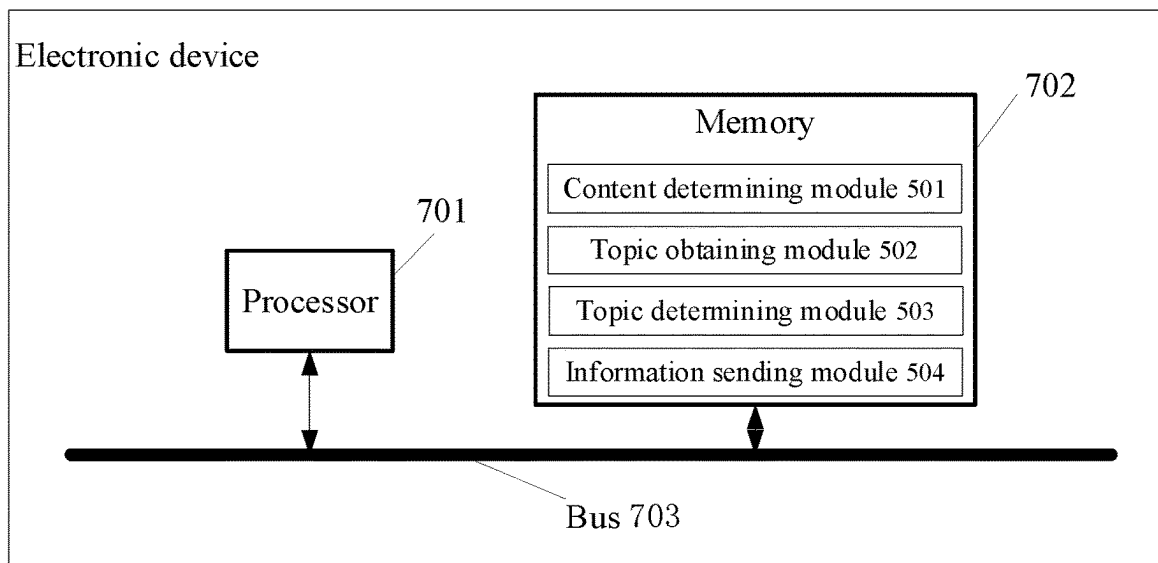 Electronic device
702
Memory
Content determining module 501
701
Topic obtaining module 502
Processor
Topic determining module 503
Information sending module 504
Bus 703